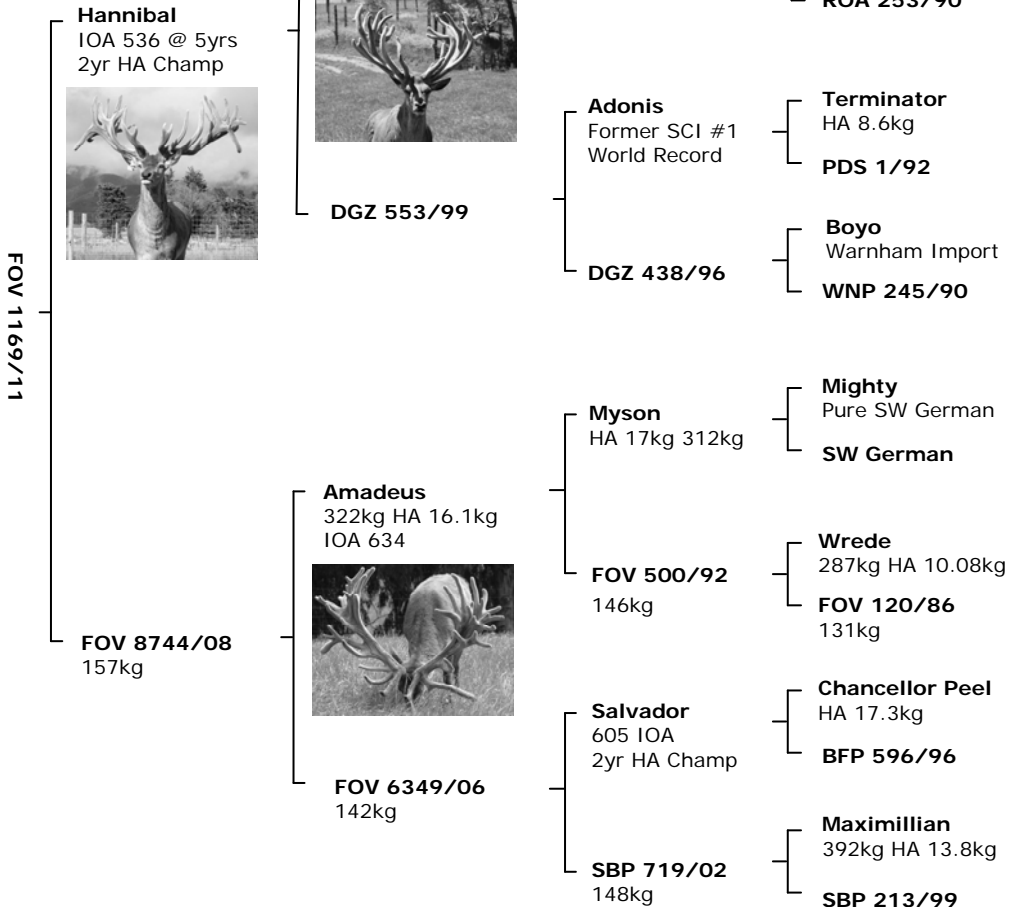 FOV 1169/11
Hannibal
IOA 536 @ 5yrs
2yr HA Champ
FOV 8744/08
157kg
DGZ 553/99
Amadeus
322kg HA 16.1kg
IOA 634
FOV 6349/06
142kg
Adonis
Former SCI #1
World Record
DGZ 438/96
Myson
HA 17kg 312kg
FOV 500/92
146kg
Salvador
605 IOA
2yr HA Champ
SBP 719/02
148kg
ROA 253/90
Terminator
HA 8.6kg
PDS 1/92
Boyo
Warnham Import
WNP 245/90
Mighty
Pure SW German
SW German
Wrede
287kg HA 10.08kg
FOV 120/86
131kg
Chancellor Peel
HA 17.3kg
BFP 596/96
Maximillian
392kg HA 13.8kg
SBP 213/99